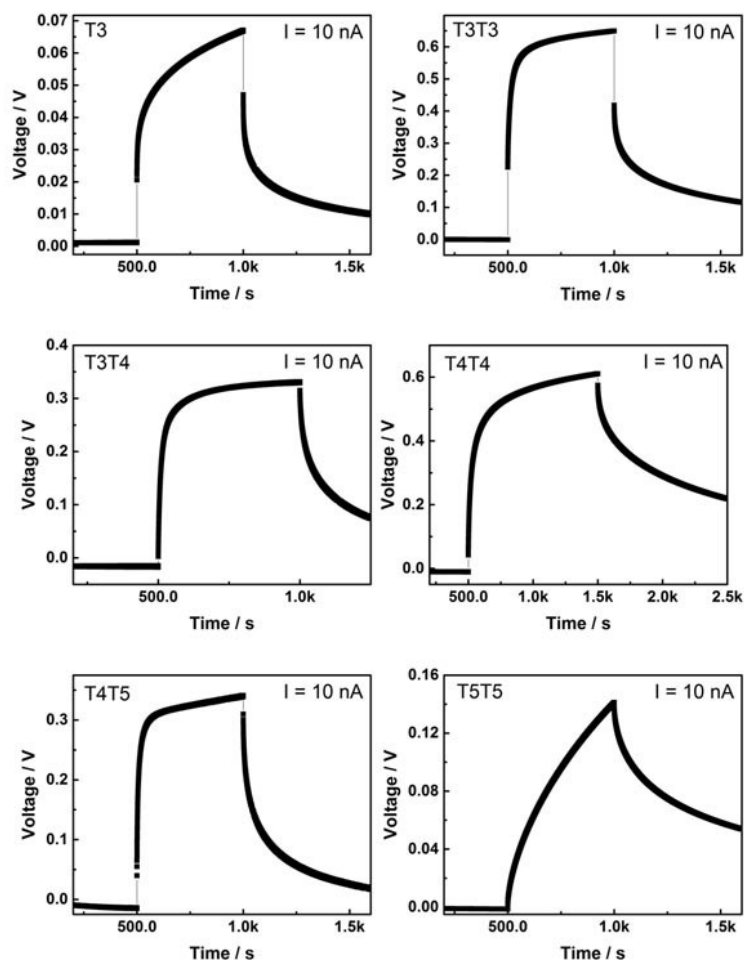 T3 I = 10 nA
Voltage / V
0.07
0.06
0.05
0.04
0.03
0.02
0.01
0.00
500.0 1.0k 1.5k
Time / s
T3T3 I = 10 nA
Voltage / V
0.6
0.5
0.4
0.3
0.2
0.1
0.0
500.0 1.0k 1.5k
Time / s
T3T4 I = 10 nA
Voltage / V
0.4
0.3
0.2
0.1
0.0
500.0 1.0k
Time / s
T4T4 I = 10 nA
Voltage / V
0.6
0.4
0.2
0.0
500.0 1.0k 1.5k 2.0k 2.5k
Time / s
T4T5 I = 10 nA
Voltage / V
0.3
0.2
0.1
0.0
500.0 1.0k 1.5k
Time / s
T5T5 I = 10 nA
Voltage / V
0.16
0.12
0.08
0.04
0.00
500.0 1.0k 1.5k
Time / s